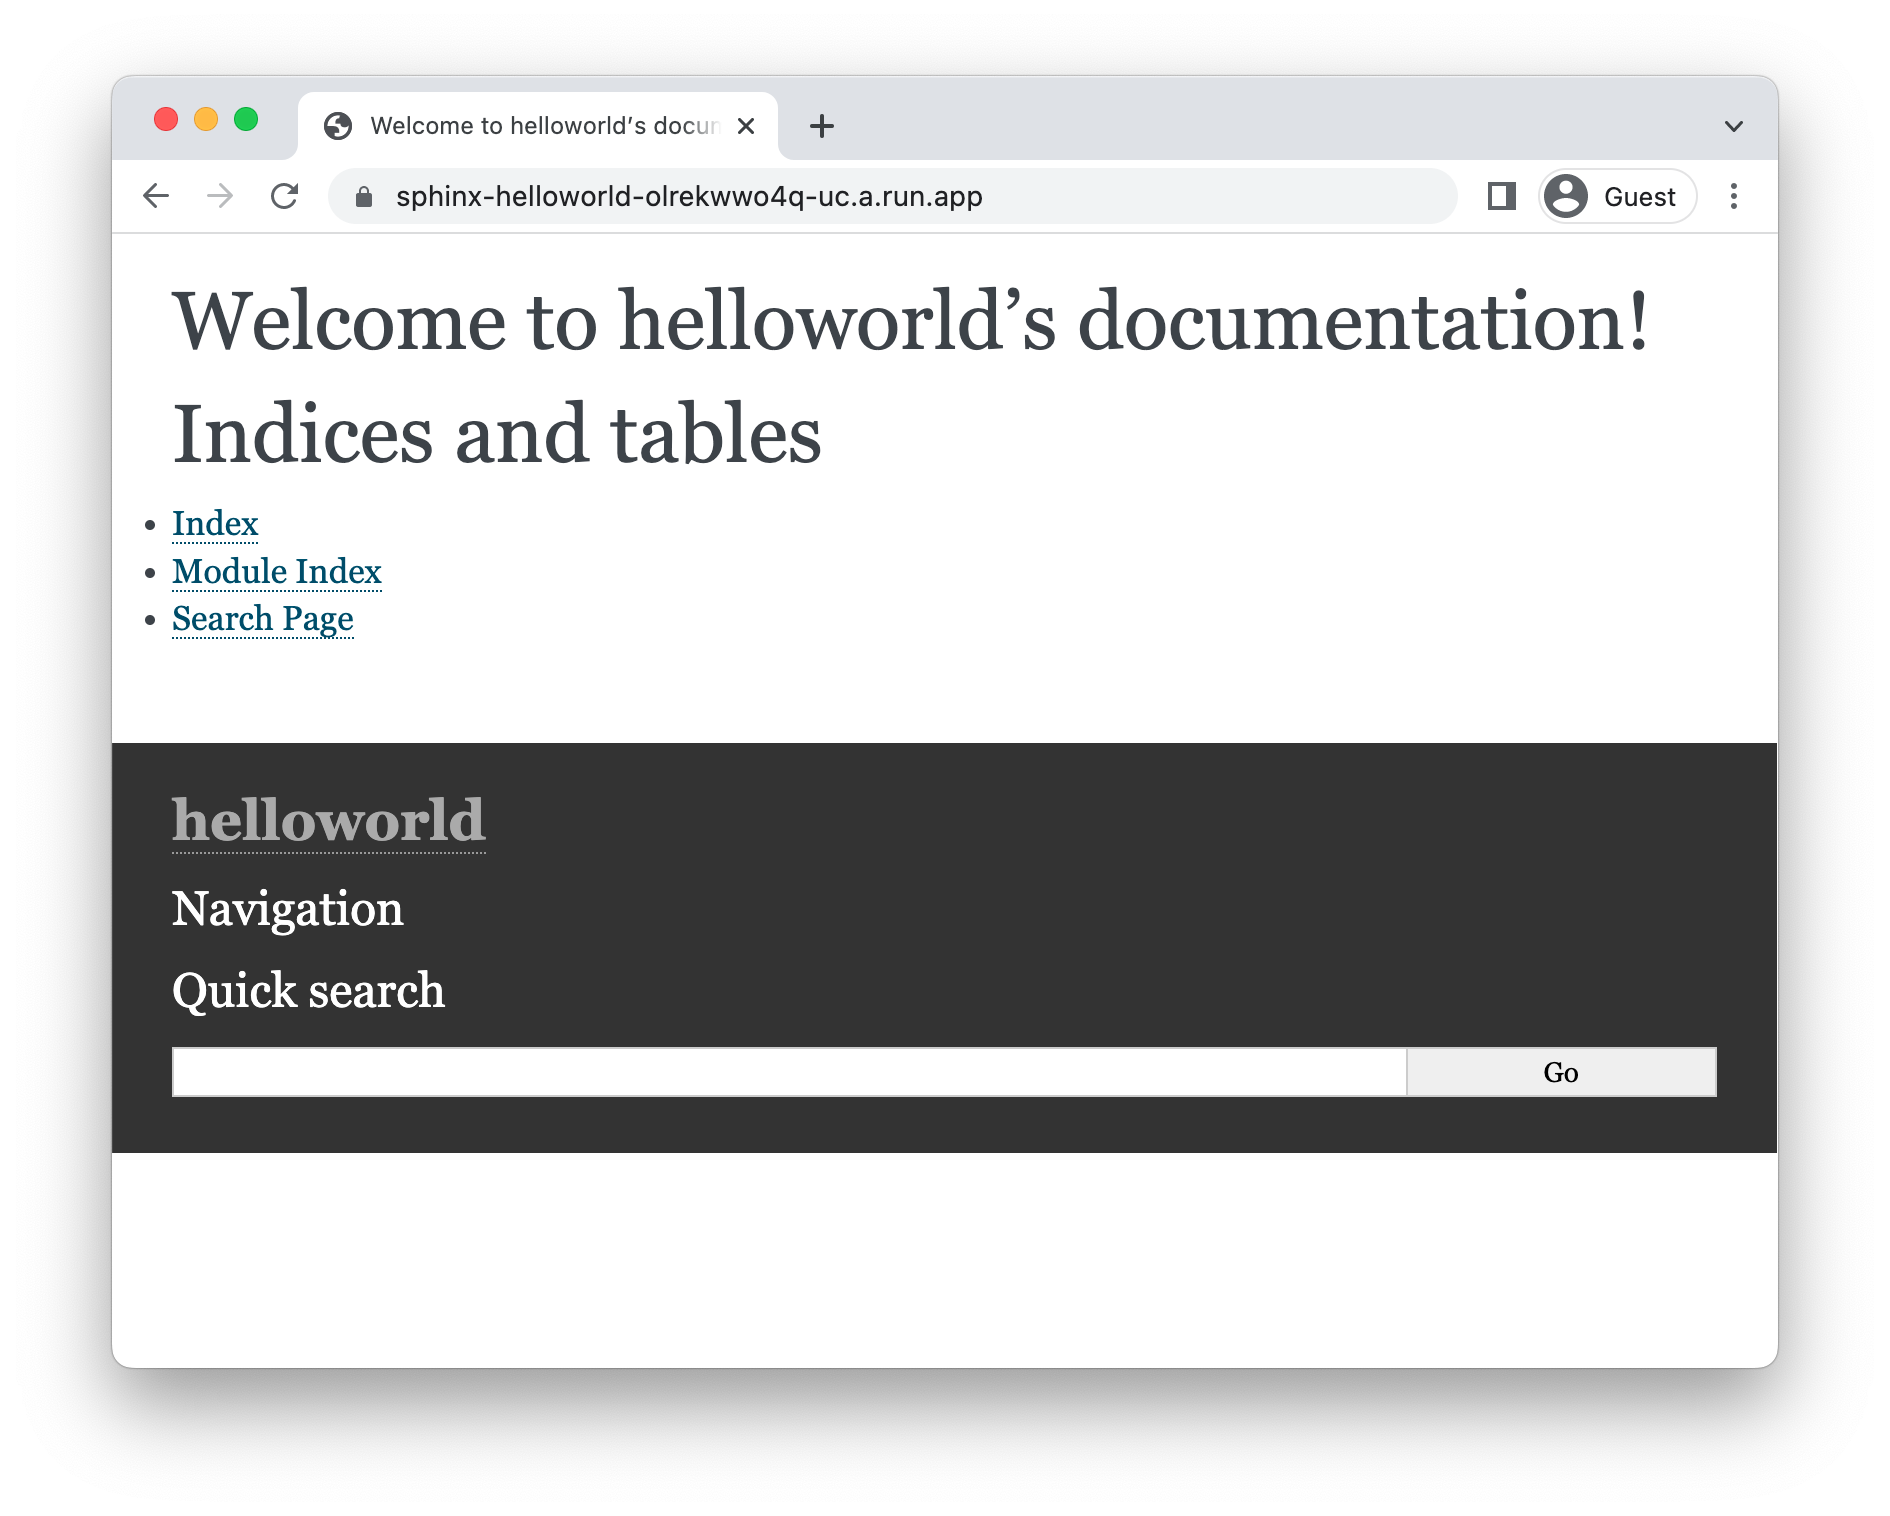 Welcome to helloworld's docun
sphinx-helloworld-olrekwwo4q-uc.a.run.app
Guest
Welcome to helloworld’s documentation!
Indices and tables
Index
Module Index
Search Page
helloworld
Navigation
Quick search
Go